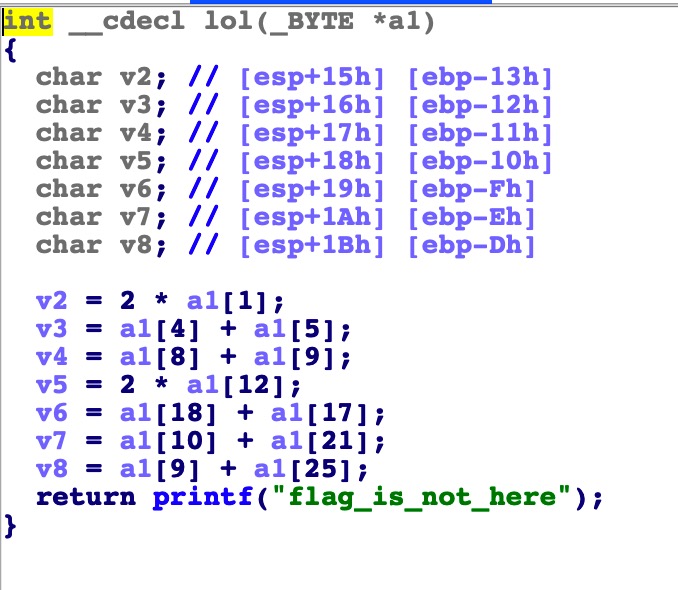 int __cdecl lol(_BYTE *a1)
{
  char v2; // [esp+15h] [ebp-13h]
  char v3; // [esp+16h] [ebp-12h]
  char v4; // [esp+17h] [ebp-11h]
  char v5; // [esp+18h] [ebp-10h]
  char v6; // [esp+19h] [ebp-Fh]
  char v7; // [esp+1Ah] [ebp-Eh]
  char v8; // [esp+1Bh] [ebp-Dh]

  v2 = 2 * a1[1];
  v3 = a1[4] + a1[5];
  v4 = a1[8] + a1[9];
  v5 = 2 * a1[12];
  v6 = a1[18] + a1[17];
  v7 = a1[10] + a1[21];
  v8 = a1[9] + a1[25];
  return printf("flag_is_not_here");
}